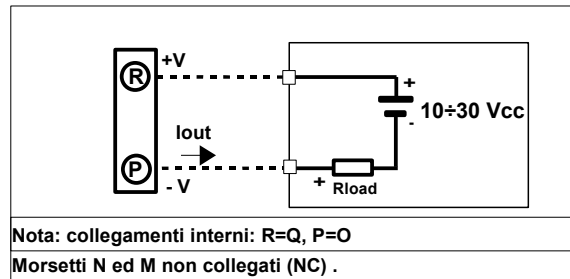 +V
R
+
10÷30 Vcc
-
Iout
P
- V
+
Rload
Nota: collegamenti interni: R=Q, P=O
Morsetti N ed M non collegati (NC) .